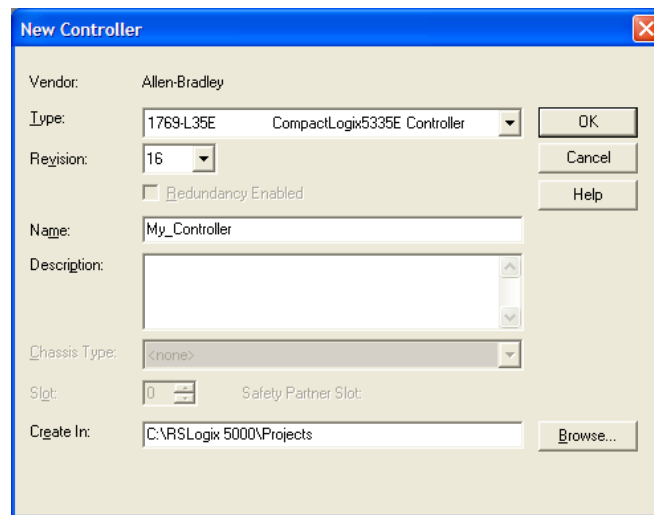 New Controller
Vendor: Allen-Bradley
Type: 1769-L35E CompactLogix5335E Controller OK
Revision: 16 Cancel
Redundancy Enabled Help
Name: My_Controller
Description:
Chassis Type: <none>
Slot: 0 Safety Partner Slot:
Create In: C:\RSLogix 5000\Projects Browse...